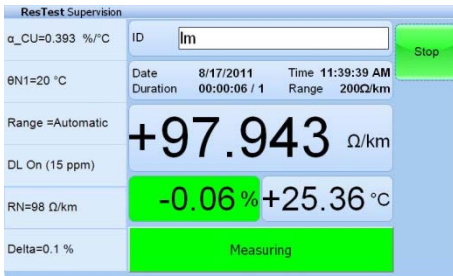 ResTest Supervision
α_CU=0.393 %/°C
θN1=20 °C
Range =Automatic
DL On (15 ppm)
RN=98 Ω/km
Delta=0.1 %
ID lm
Date 8/17/2011 Time 11:39:39 AM
Duration 00:00:06 / 1 Range 200Ω/km
+97.943 Ω/km
-0.06 % +25.36 °C
Measuring
Stop